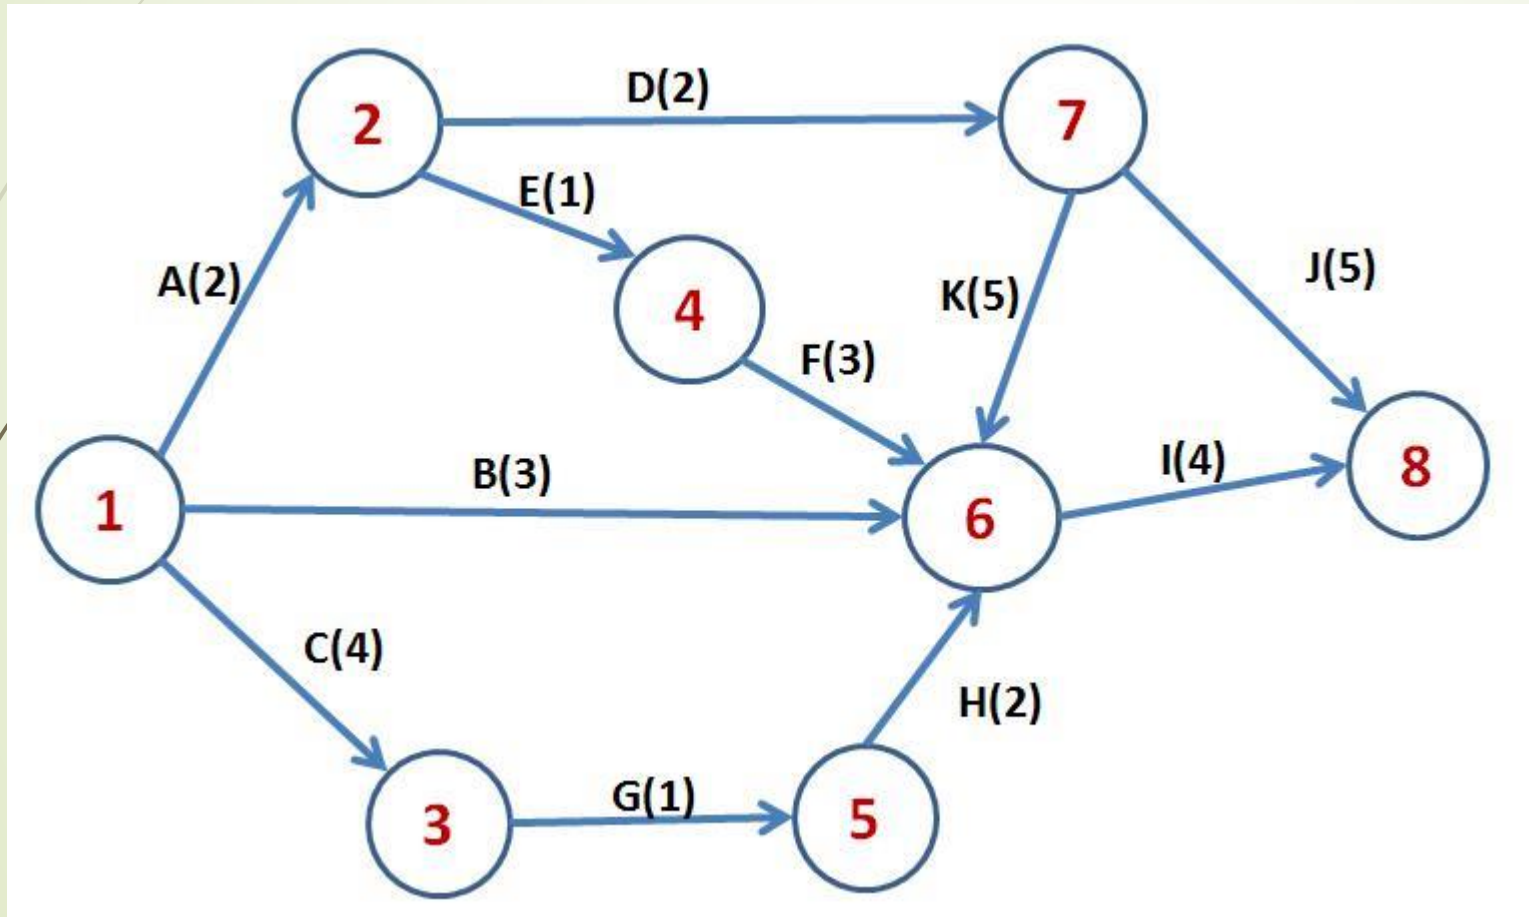 D(2)
2
7
E(1)
A(2)
J(5)
K(5)
4
F(3)
B(3)
I(4)
8
1
6
C(4)
H(2)
G(1)
3
5